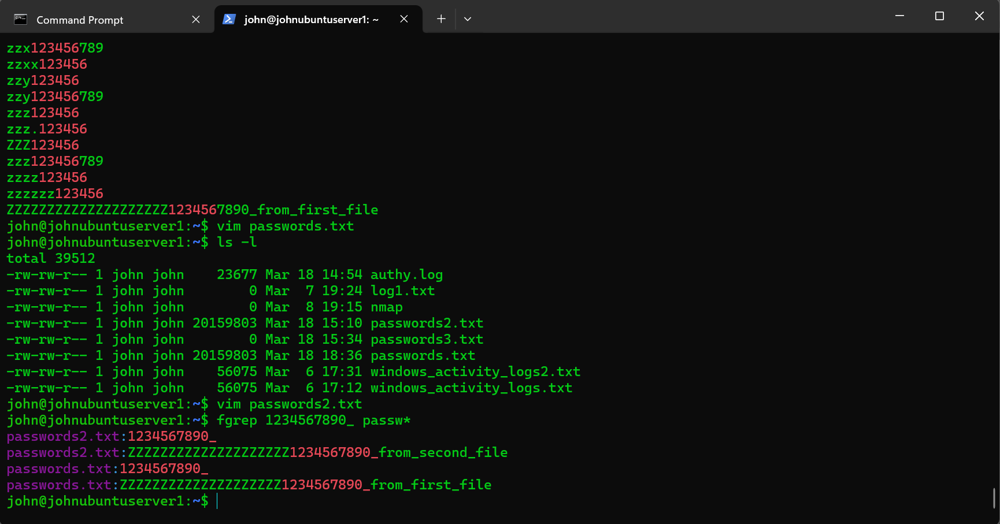 Command Prompt
john@johnubuntuserver1: ~
zzx123456789
zzxx123456
zzy123456
zzy123456789
zzz123456
zzz.123456
ZZZ123456
zzz123456789
zzzz123456
zzzzzz123456
ZZZZZZZZZZZZZZZZZZZZ1234567890_from_first_file
john@johnubuntuserver1:~$ vim passwords.txt
john@johnubuntuserver1:~$ ls -l
total 39512
-rw-rw-r-- 1 john john    23677 Mar 18 14:54 authy.log
-rw-rw-r-- 1 john john        0 Mar  7 19:24 log1.txt
-rw-rw-r-- 1 john john        0 Mar  8 19:15 nmap
-rw-rw-r-- 1 john john 20159803 Mar 18 15:10 passwords2.txt
-rw-rw-r-- 1 john john        0 Mar 18 15:34 passwords3.txt
-rw-rw-r-- 1 john john 20159803 Mar 18 18:36 passwords.txt
-rw-rw-r-- 1 john john    56075 Mar  6 17:31 windows_activity_logs2.txt
-rw-rw-r-- 1 john john    56075 Mar  6 17:12 windows_activity_logs.txt
john@johnubuntuserver1:~$ vim passwords2.txt
john@johnubuntuserver1:~$ fgrep 1234567890_ passw*
passwords2.txt:1234567890_
passwords2.txt:ZZZZZZZZZZZZZZZZZZZZ1234567890_from_second_file
passwords.txt:1234567890_
passwords.txt:ZZZZZZZZZZZZZZZZZZZZ1234567890_from_first_file
john@johnubuntuserver1:~$